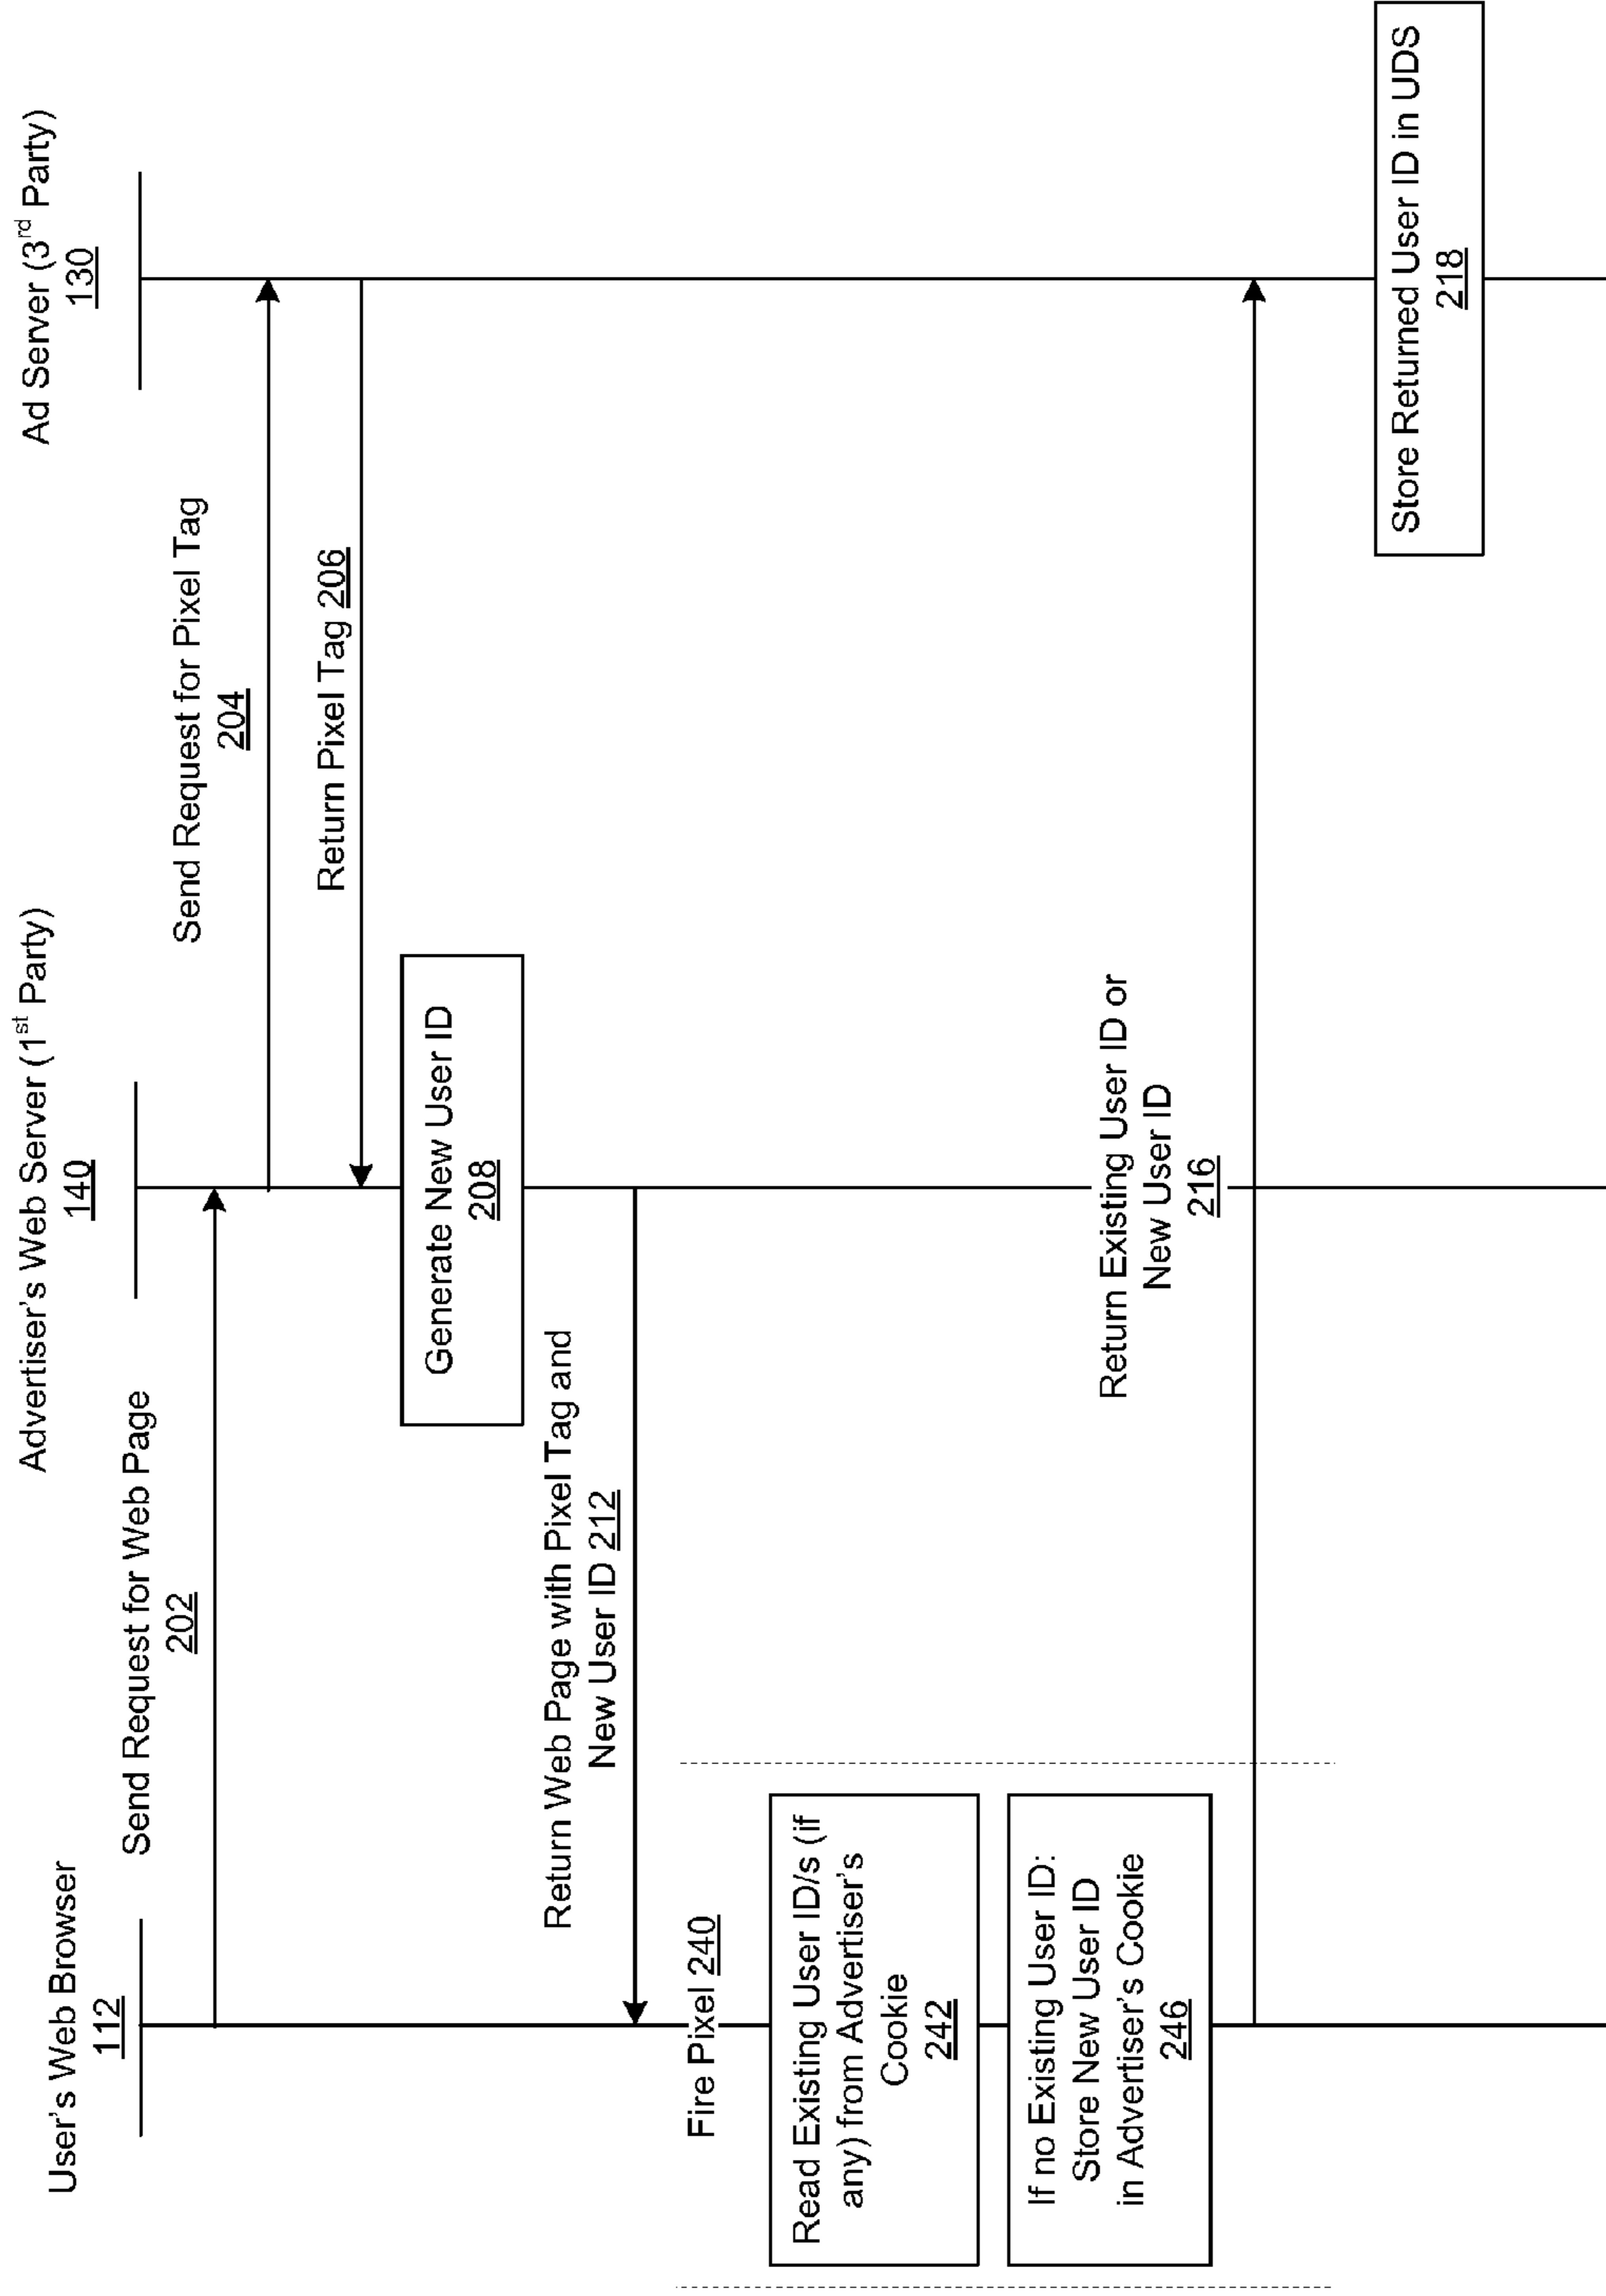 User's Web Browser
112
Advertiser's Web Server (1st Party)
140
Ad Server (3rd Party)
130
Send Request for Web Page
202
Send Request for Pixel Tag
204
Return Pixel Tag 206
Generate New User ID
208
Return Web Page with Pixel Tag and
New User ID 212
Fire Pixel 240
Read Existing User ID/s (if
any) from Advertiser's
Cookie
242
If no Existing User ID:
Store New User ID
in Advertiser's Cookie
246
Return Existing User ID or
New User ID
216
Store Returned User ID in UDS
218